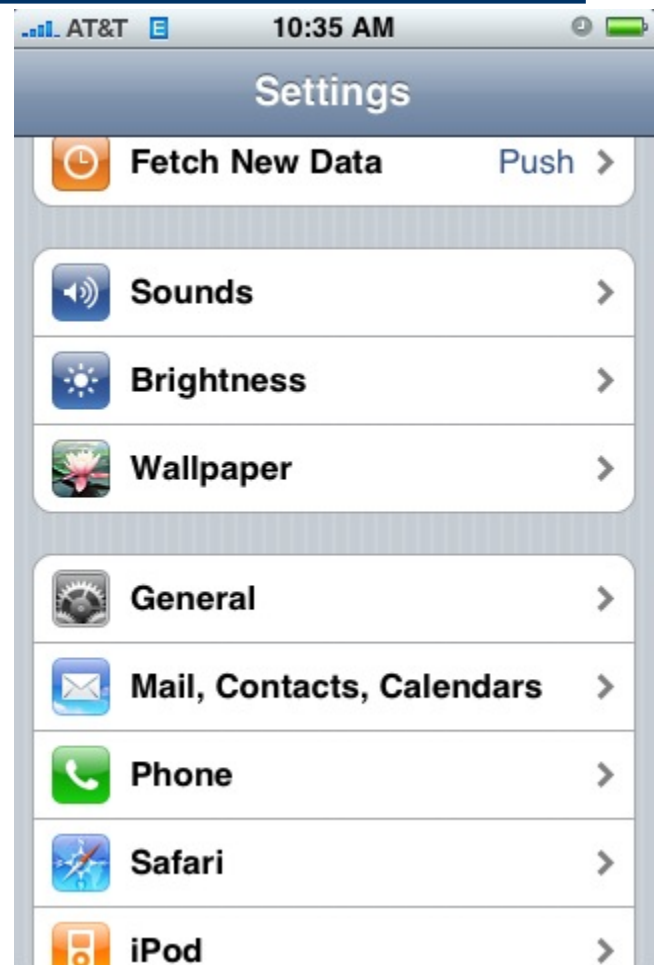 AT&T E 10:35 AM
Settings
Fetch New Data Push
Sounds
Brightness
Wallpaper
General
Mail, Contacts, Calendars
Phone
Safari
iPod